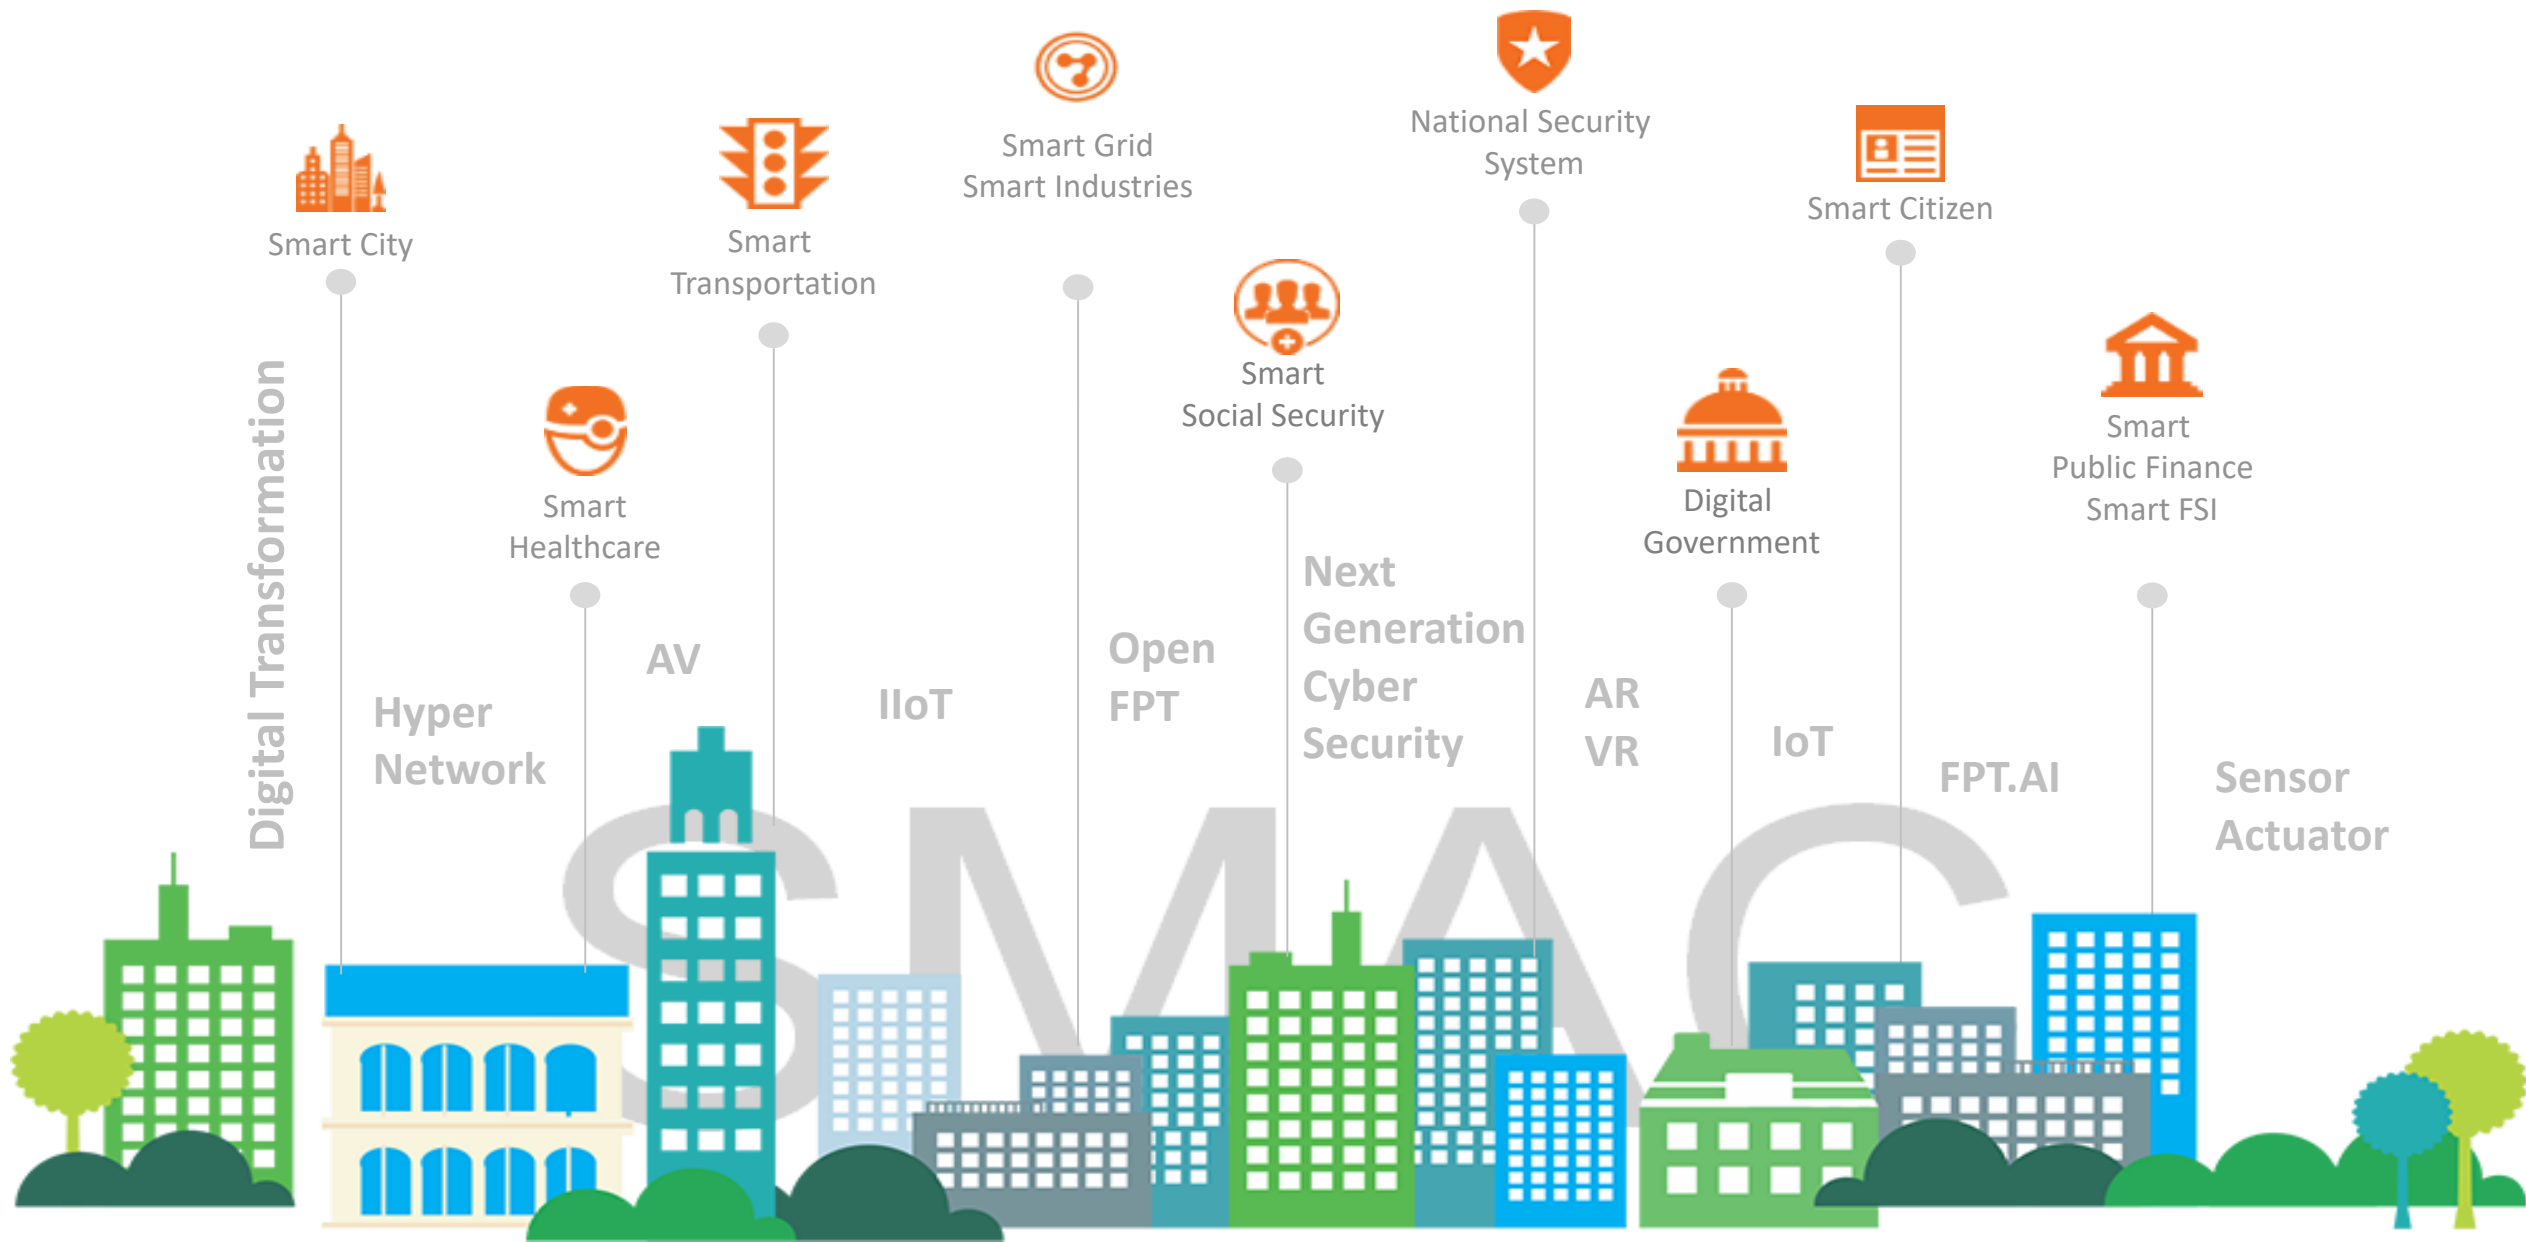 Smart City
Smart
Healthcare
Smart
Transportation
Smart Grid
Smart Industries
Smart
Social Security
National Security
System
Digital
Government
Smart Citizen
Smart
Public Finance
Smart FSI
Digital Transformation
Hyper
Network
AV
IIoT
Open
FPT
Next
Generation
Cyber
Security
AR
VR
IoT
FPT.AI
Sensor
Actuator
SMAC